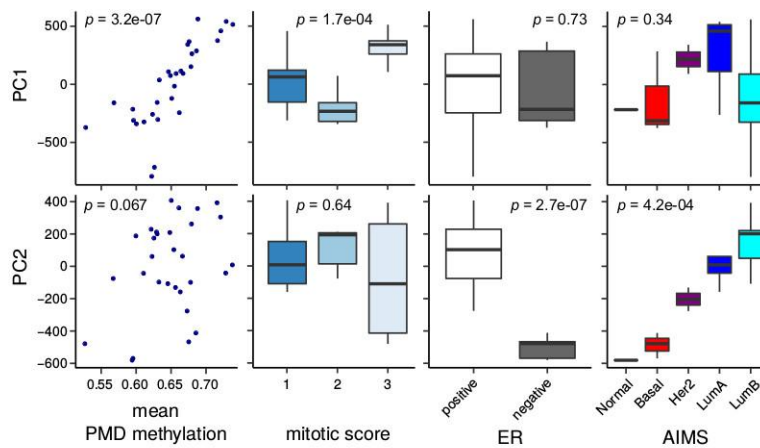 p = 3.2e-07
p = 1.7e-04
p = 0.73
p = 0.34
PC1
500
0
−500
p = 0.067
p = 0.64
p = 2.7e-07
p = 4.2e-04
PC2
400
200
0
−200
−400
−600
0.55 0.60 0.65 0.70
1 2 3
positive negative
Normal Basal Her2 LumA LumB
mean
PMD methylation
mitotic score
ER
AIMS